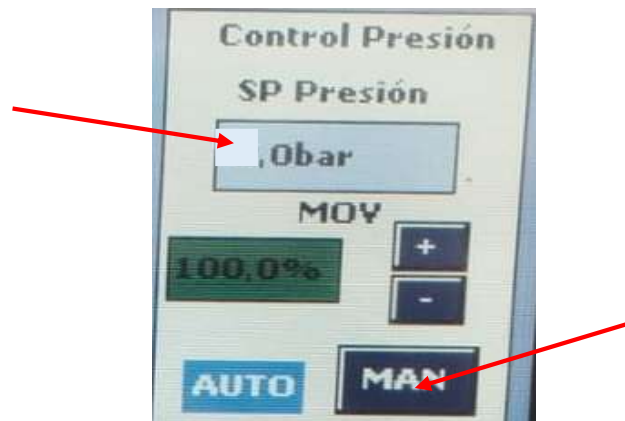 Control Presión
SP Presión
,0bar
MOV
+
100,0%
-
AUTO
MAN